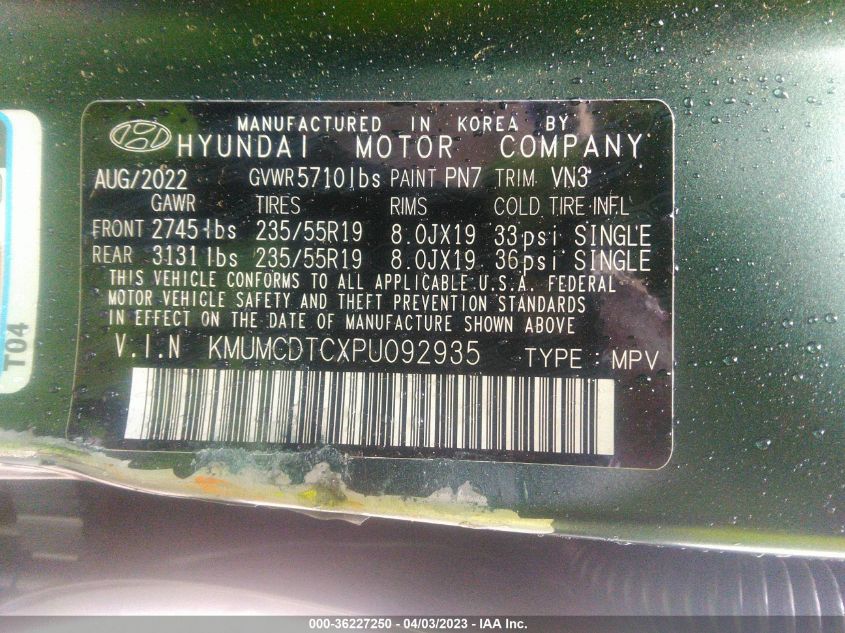 MANUFACTURED IN KOREA BY
HYUNDAI MOTOR COMPANY
AUG/2022 GVWR 5710lbs PAINT PN7 TRIM VN3
GAWR TIRES RIMS COLD TIRE INFL
FRONT 2745lbs 235/55R19 8.0JX19 33psi SINGLE
REAR 3131lbs 235/55R19 8.0JX19 36psi SINGLE
THIS VEHICLE CONFORMS TO ALL APPLICABLE U.S.A. FEDERAL
MOTOR VEHICLE SAFETY AND THEFT PREVENTION STANDARDS
IN EFFECT ON THE DATE OF MANUFACTURE SHOWN ABOVE
V.I.N KMUMCDTCXPU092935 TYPE : MPV
T04
000-36227250 - 04/03/2023 - IAA Inc.